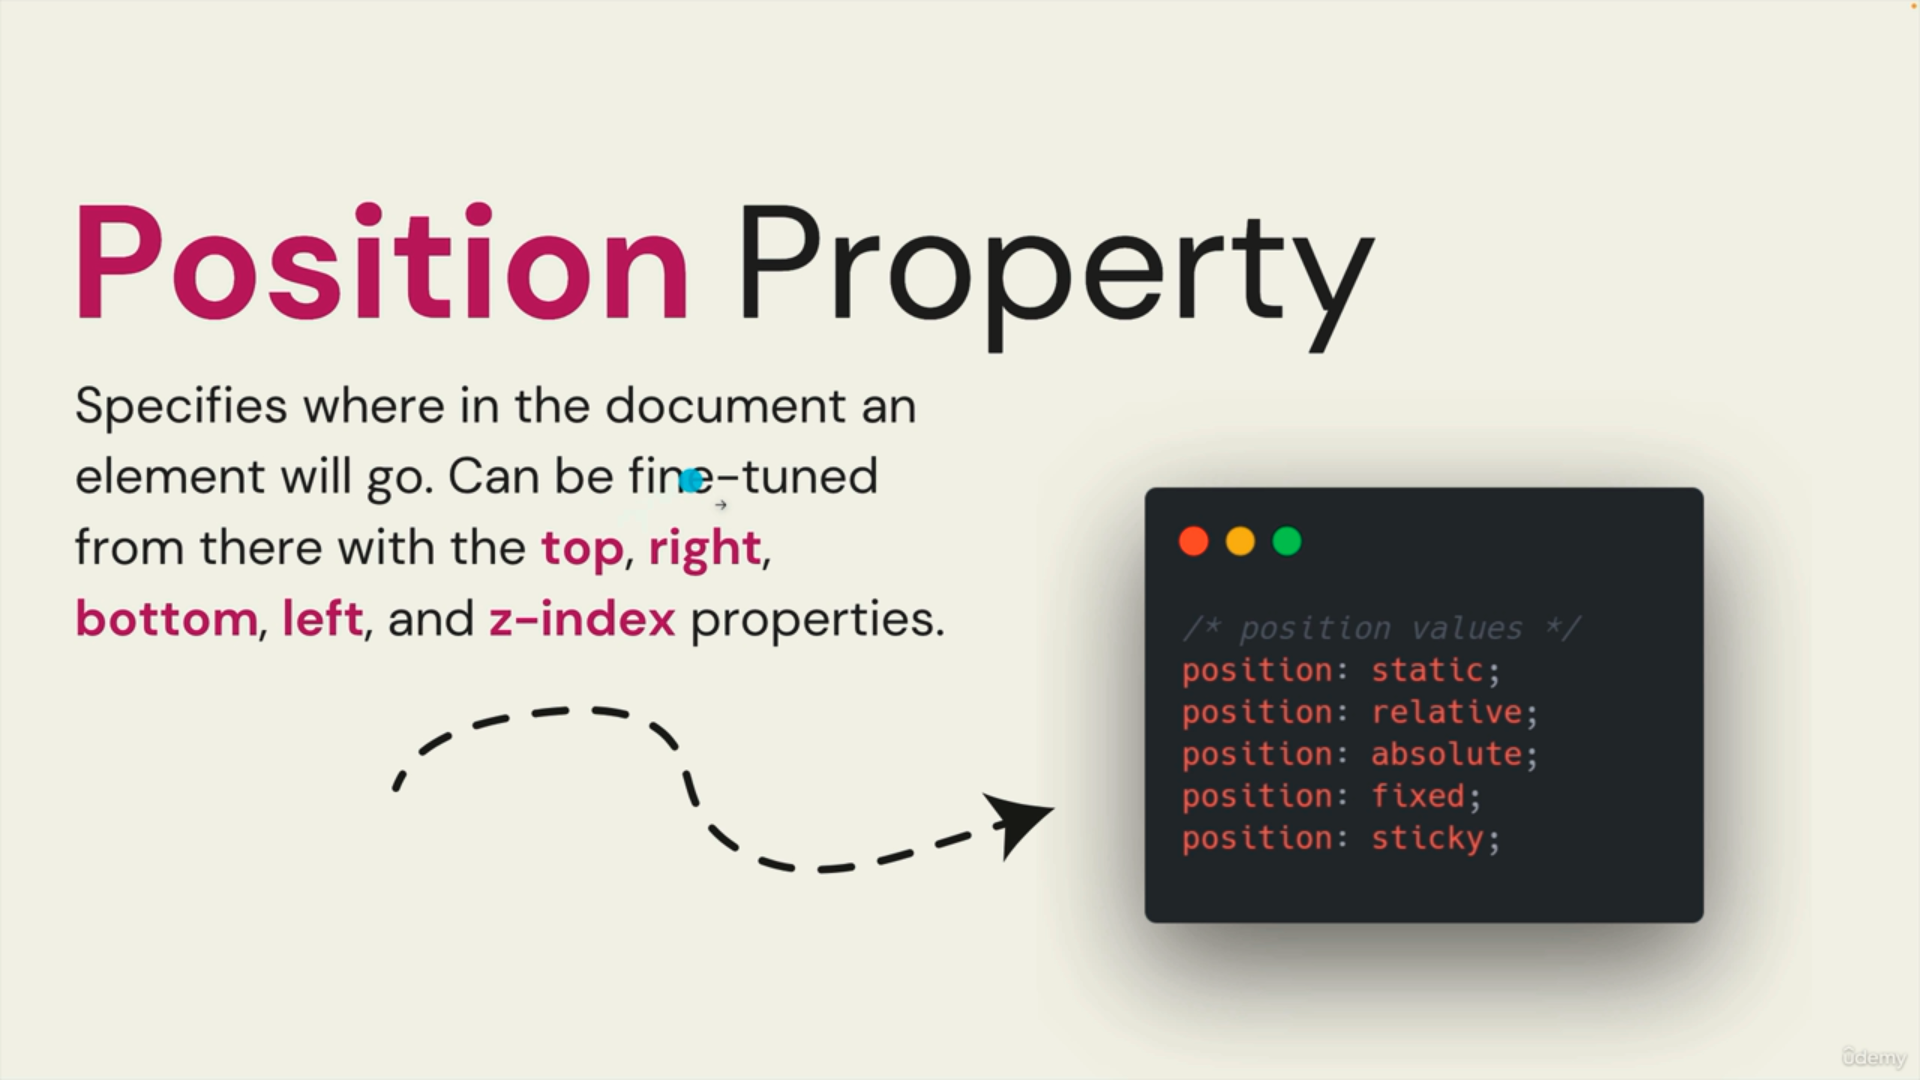 Position Property
Specifies where in the document an
element will go. Can be fine-tuned
from there with the top, right,
bottom, left, and z-index properties.
/* position values */
position: static;
position: relative;
position: absolute;
position: fixed;
position: sticky;
ûdemy